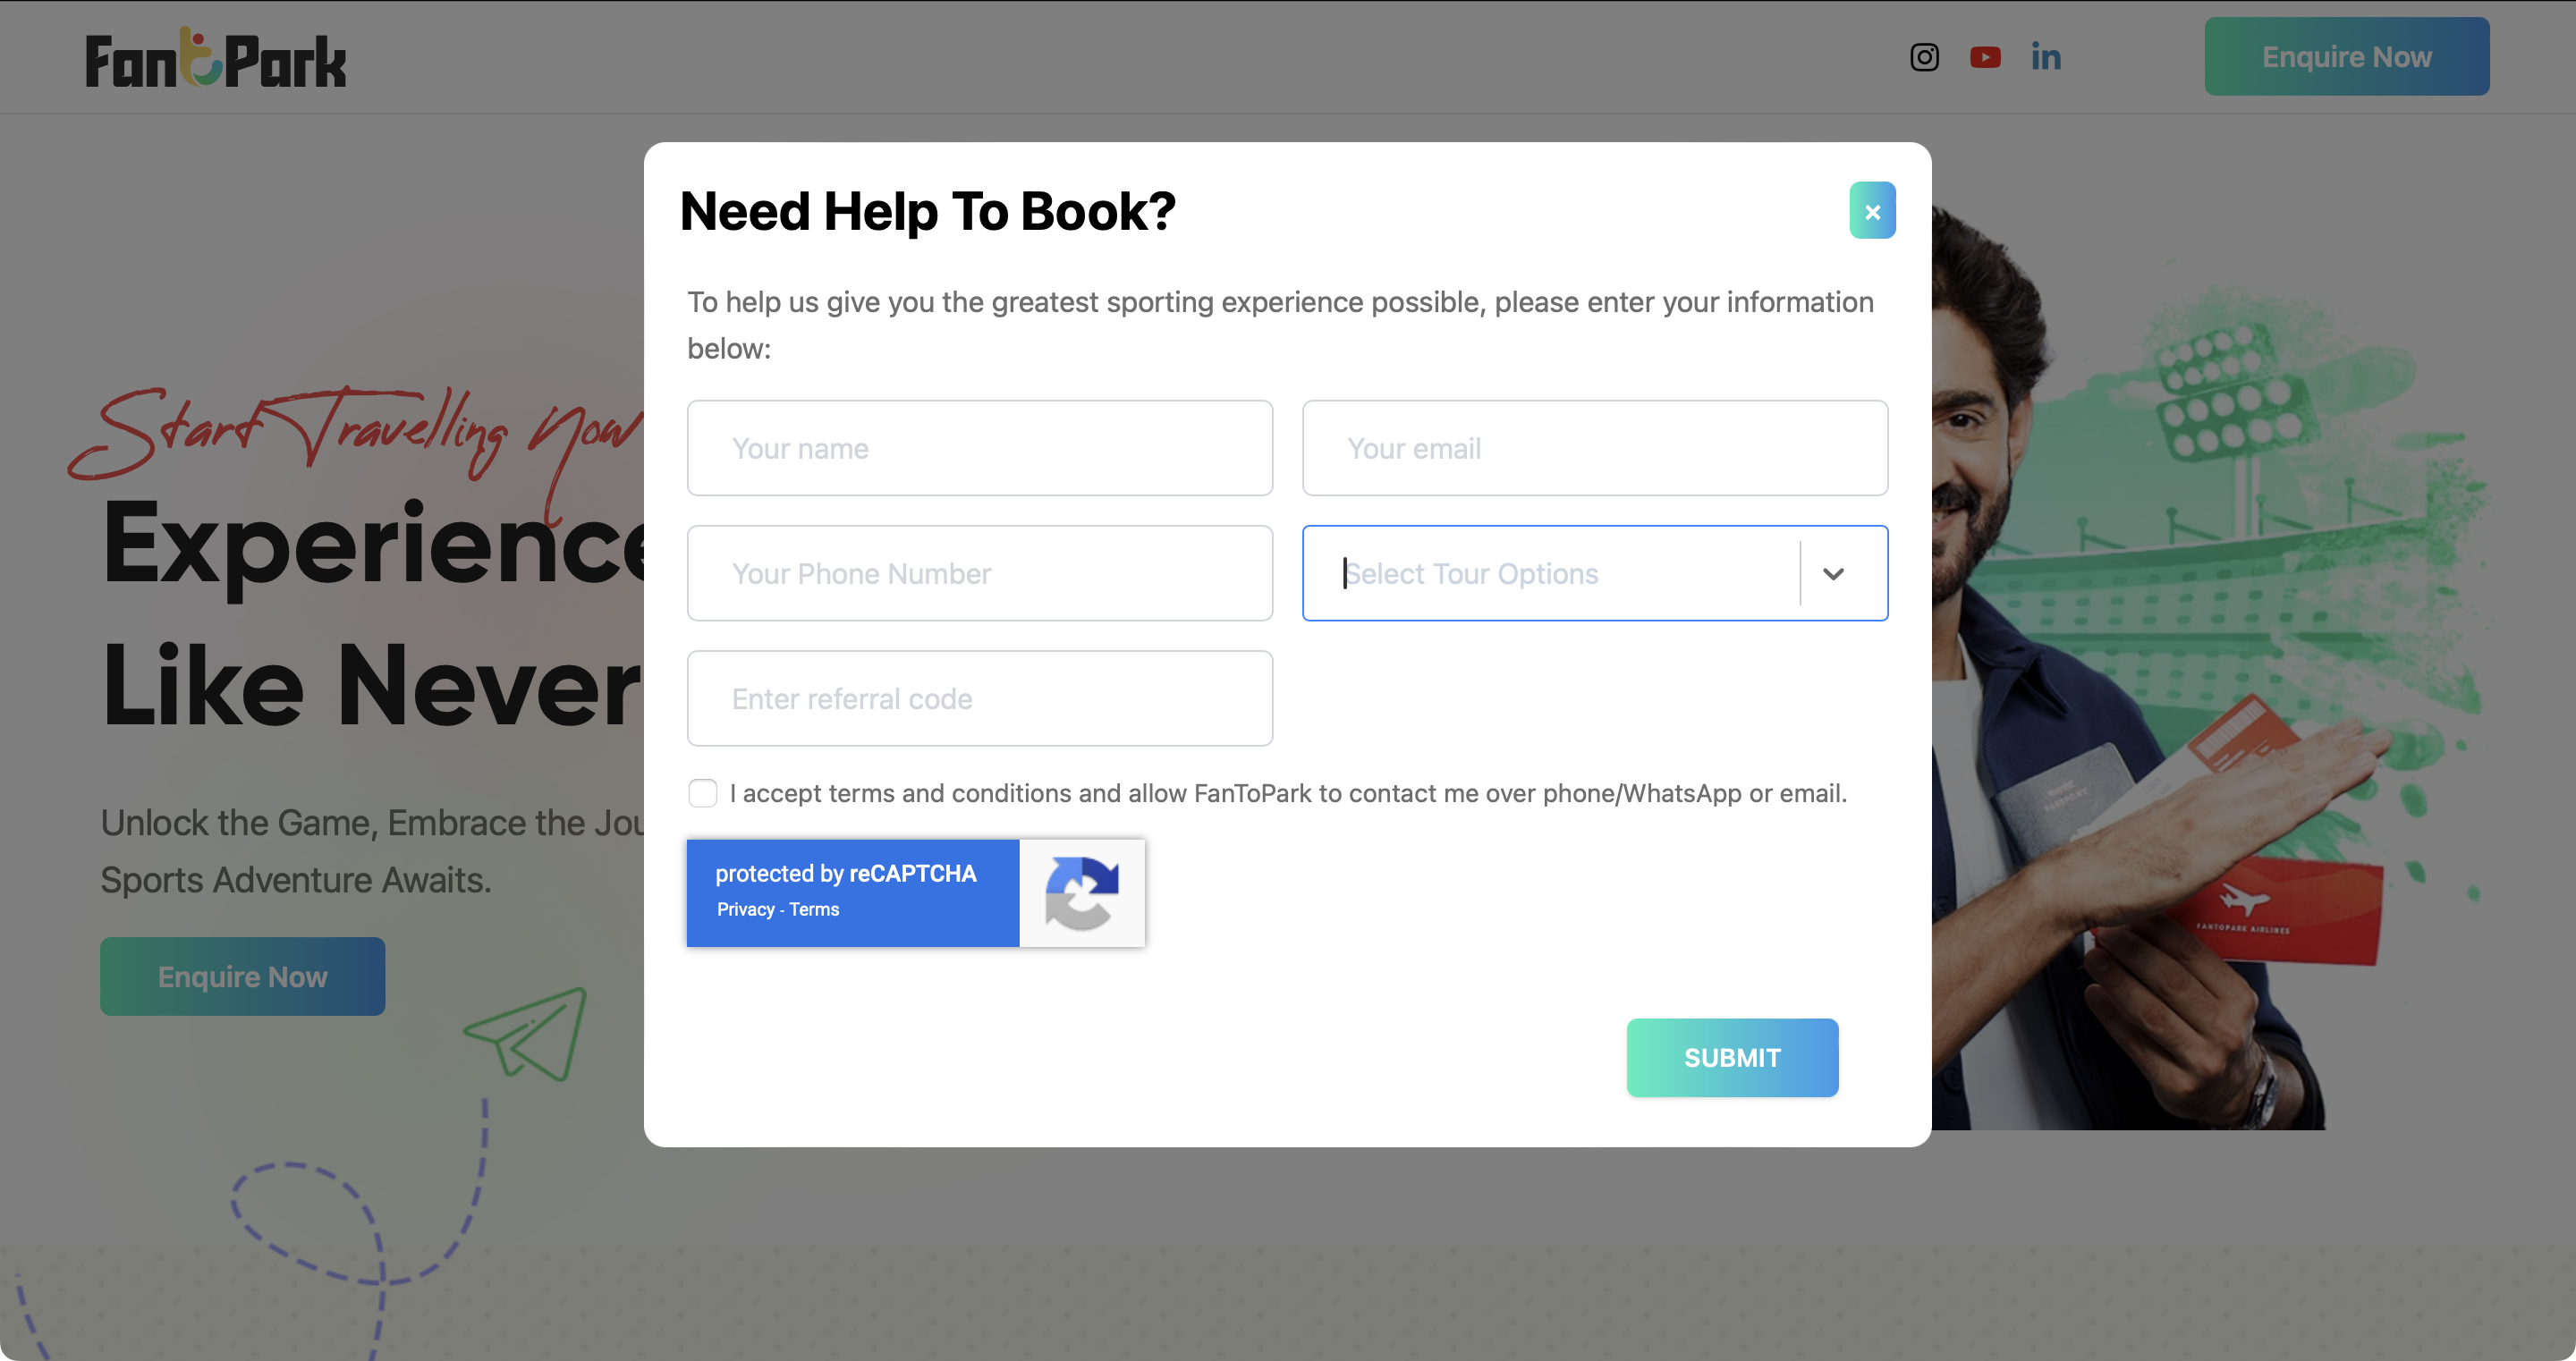 FantoPark
Enquire Now
Start Travelling Now
Experience
Like Never
Unlock the Game, Embrace the Jou
Sports Adventure Awaits.
Enquire Now
Need Help To Book?
×
To help us give you the greatest sporting experience possible, please enter your information
below:
Your name
Your email
Your Phone Number
Select Tour Options
Enter referral code
I accept terms and conditions and allow FanToPark to contact me over phone/WhatsApp or email.
protected by reCAPTCHA
Privacy - Terms
SUBMIT
PASSPORT
FANTOPARK AIRLINES